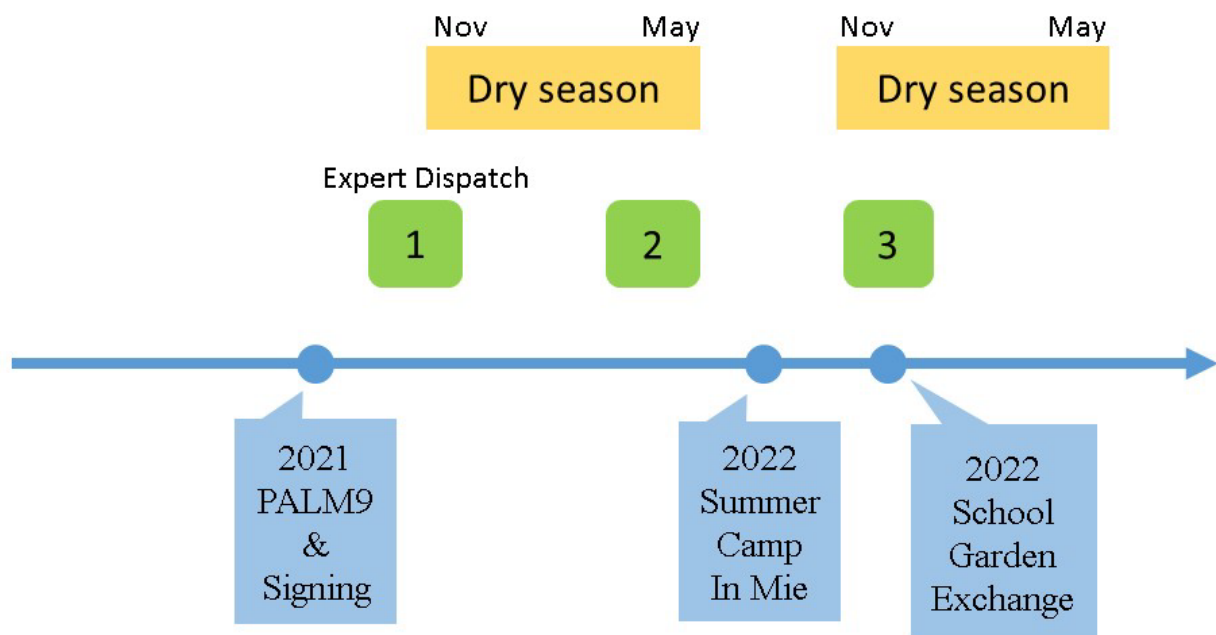 Nov May Nov May
Dry season Dry season
Expert Dispatch
1 2 3
2021
PALM9
&
Signing
2022
Summer
Camp
In Mie
2022
School
Garden
Exchange